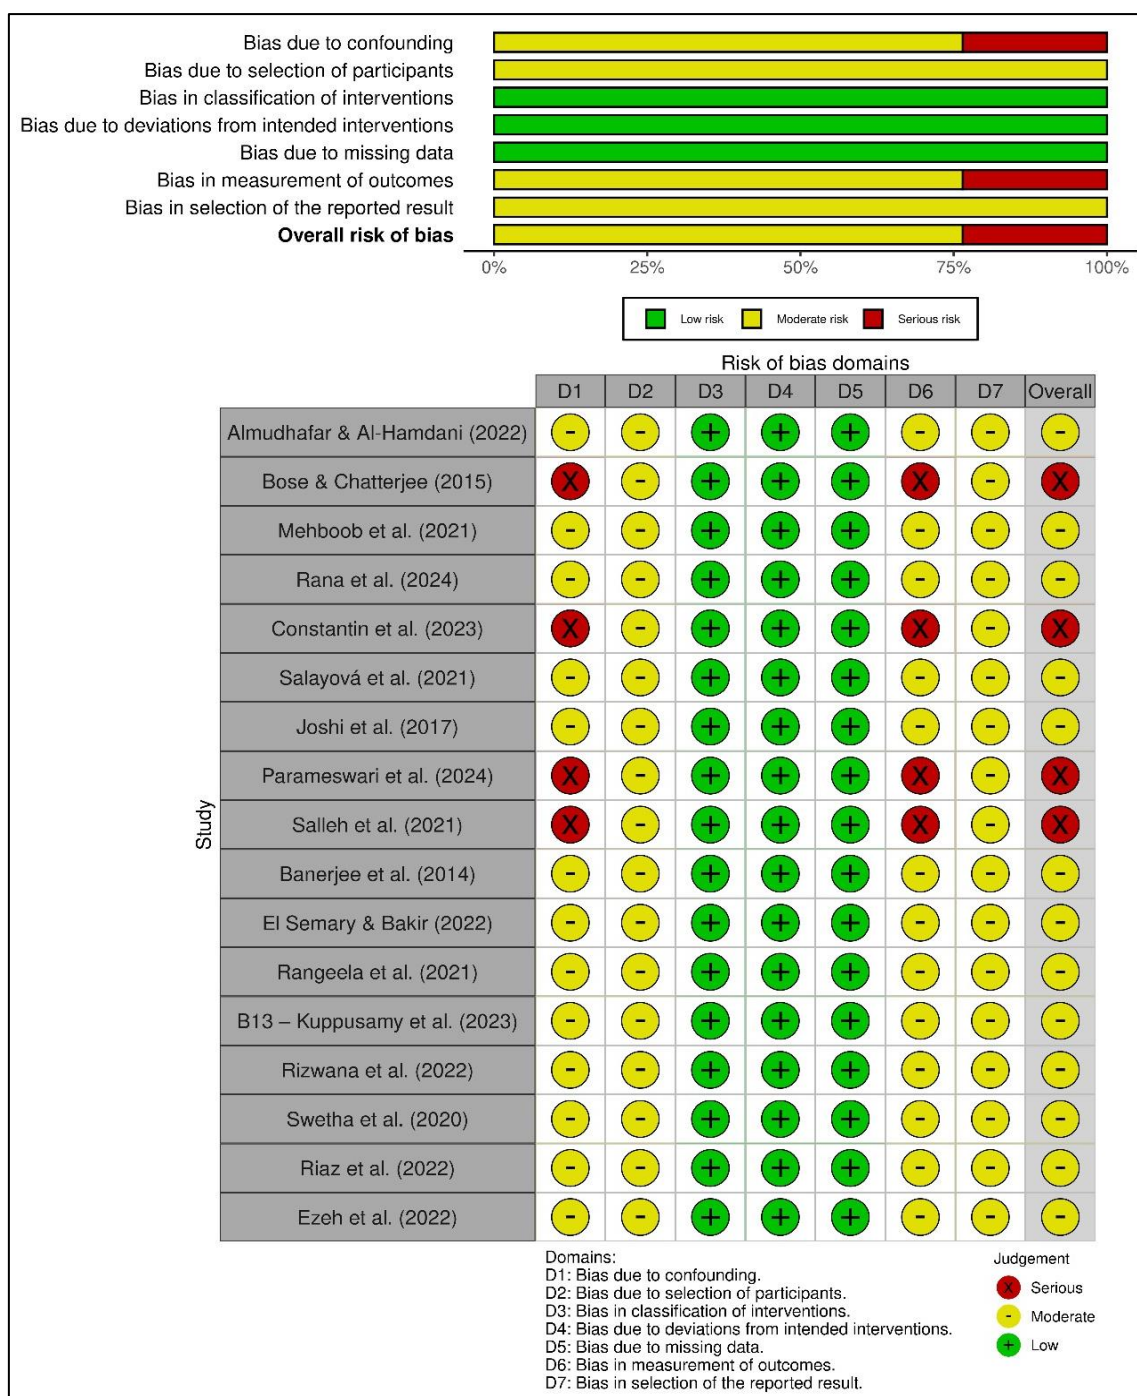 Bias due to confounding
Bias due to selection of participants
Bias in classification of interventions
Bias due to deviations from intended interventions
Bias due to missing data
Bias in measurement of outcomes
Bias in selection of the reported result
Overall risk of bias
0% 25% 50% 75% 100%
Low risk Moderate risk Serious risk
Risk of bias domains
D1 D2 D3 D4 D5 D6 D7 Overall
Study
Almudhafar & Al-Hamdani (2022) - - + + + - - -
Bose & Chatterjee (2015) X - + + + X - X
Mehboob et al. (2021) - - + + + - - -
Rana et al. (2024) - - + + + - - -
Constantin et al. (2023) X - + + + X - X
Salayová et al. (2021) - - + + + - - -
Joshi et al. (2017) - - + + + - - -
Parameswari et al. (2024) X - + + + X - X
Salleh et al. (2021) X - + + + X - X
Banerjee et al. (2014) - - + + + - - -
El Semary & Bakir (2022) - - + + + - - -
Rangeela et al. (2021) - - + + + - - -
B13 – Kuppusamy et al. (2023) - - + + + - - -
Rizwana et al. (2022) - - + + + - - -
Swetha et al. (2020) - - + + + - - -
Riaz et al. (2022) - - + + + - - -
Ezeh et al. (2022) - - + + + - - -
Domains:
D1: Bias due to confounding.
D2: Bias due to selection of participants.
D3: Bias in classification of interventions.
D4: Bias due to deviations from intended interventions.
D5: Bias due to missing data.
D6: Bias in measurement of outcomes.
D7: Bias in selection of the reported result.
Judgement
X Serious
- Moderate
+ Low